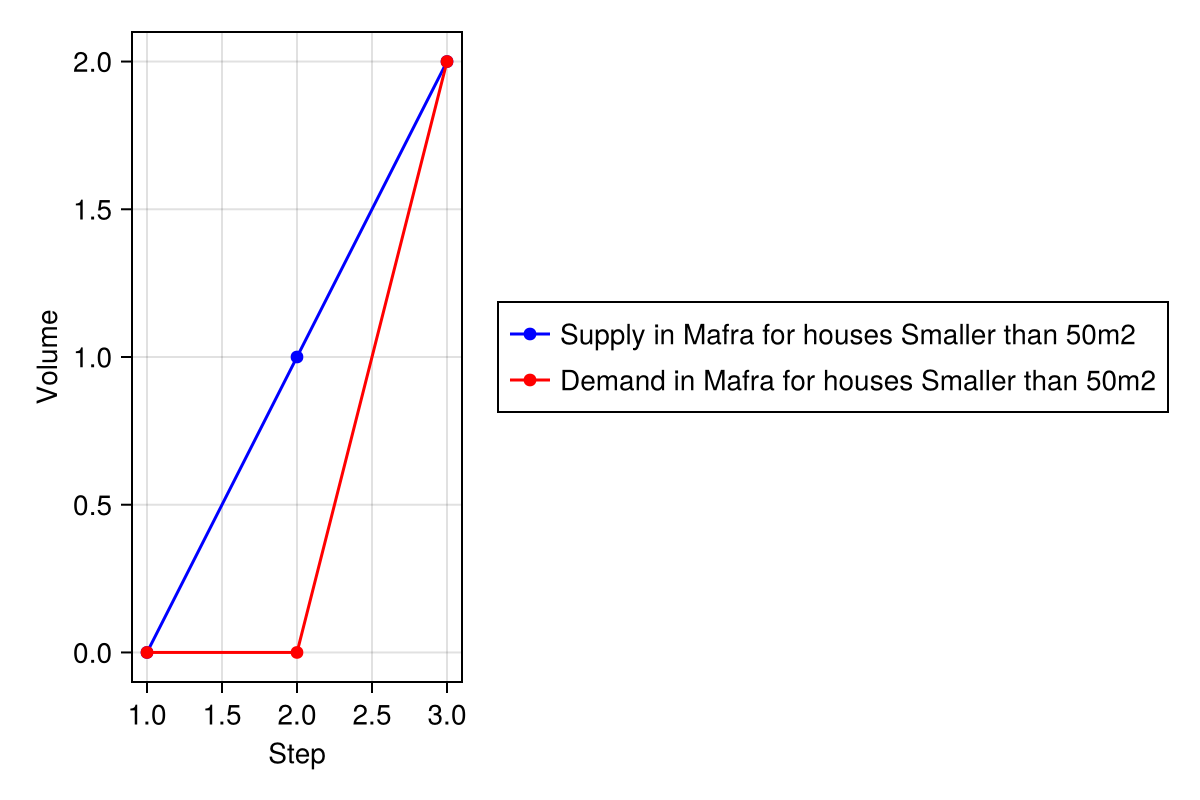 2.0
1.5
1.0
0.5
0.0
Volume
1.0 1.5 2.0 2.5 3.0
Step
Supply in Mafra for houses Smaller than 50m2
Demand in Mafra for houses Smaller than 50m2